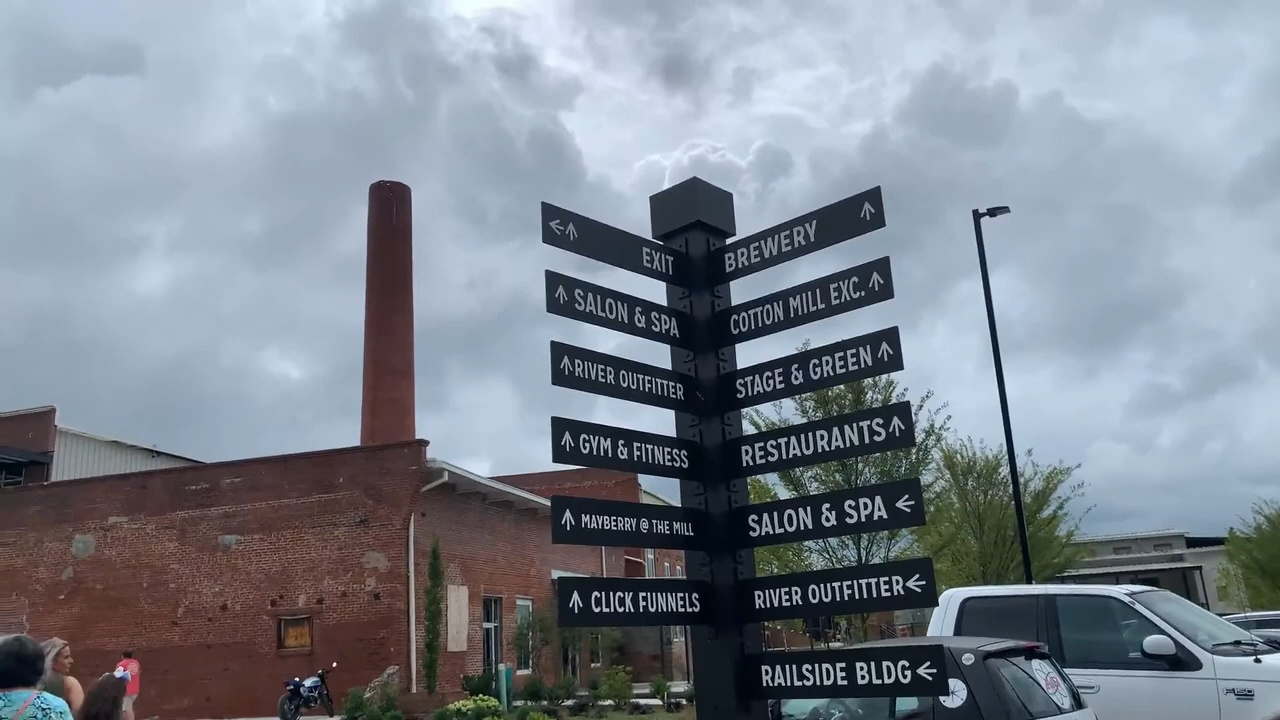 ← ↑ EXIT
↑ SALON & SPA
↑ RIVER OUTFITTER
↑ GYM & FITNESS
↑ MAYBERRY @ THE MILL
↑ CLICK FUNNELS
BREWERY ↑
COTTON MILL EXC. ↑
STAGE & GREEN ↑
RESTAURANTS ↑
SALON & SPA ←
RIVER OUTFITTER ←
RAILSIDE BLDG ←
F-150